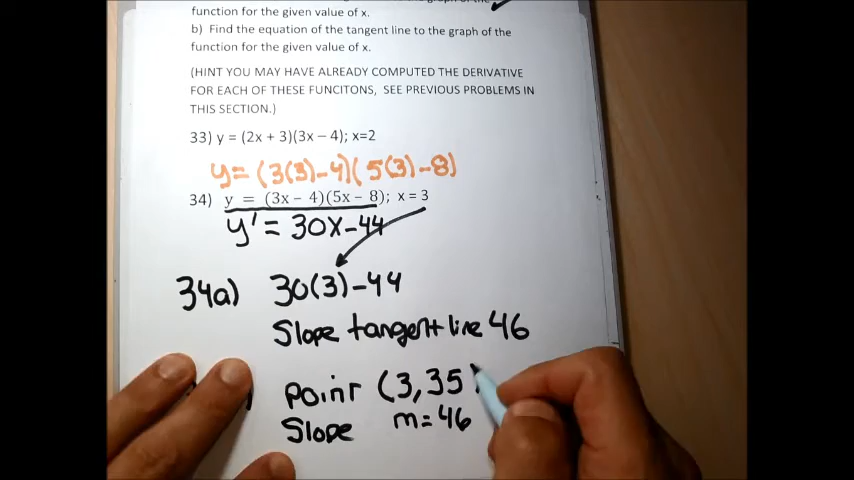 function for the given value of x.
b) Find the equation of the tangent line to the graph of the
function for the given value of x.
(HINT YOU MAY HAVE ALREADY COMPUTED THE DERIVATIVE
FOR EACH OF THESE FUNCITONS, SEE PREVIOUS PROBLEMS IN
THIS SECTION.)
33) y = (2x + 3)(3x – 4); x=2
y= (3(3)-4)(5(3)-8)
34) y = (3x – 4)(5x – 8); x = 3
y' = 30x-44
34a) 30(3)-44
Slope tangent line 46
point (3,35)
Slope m=46